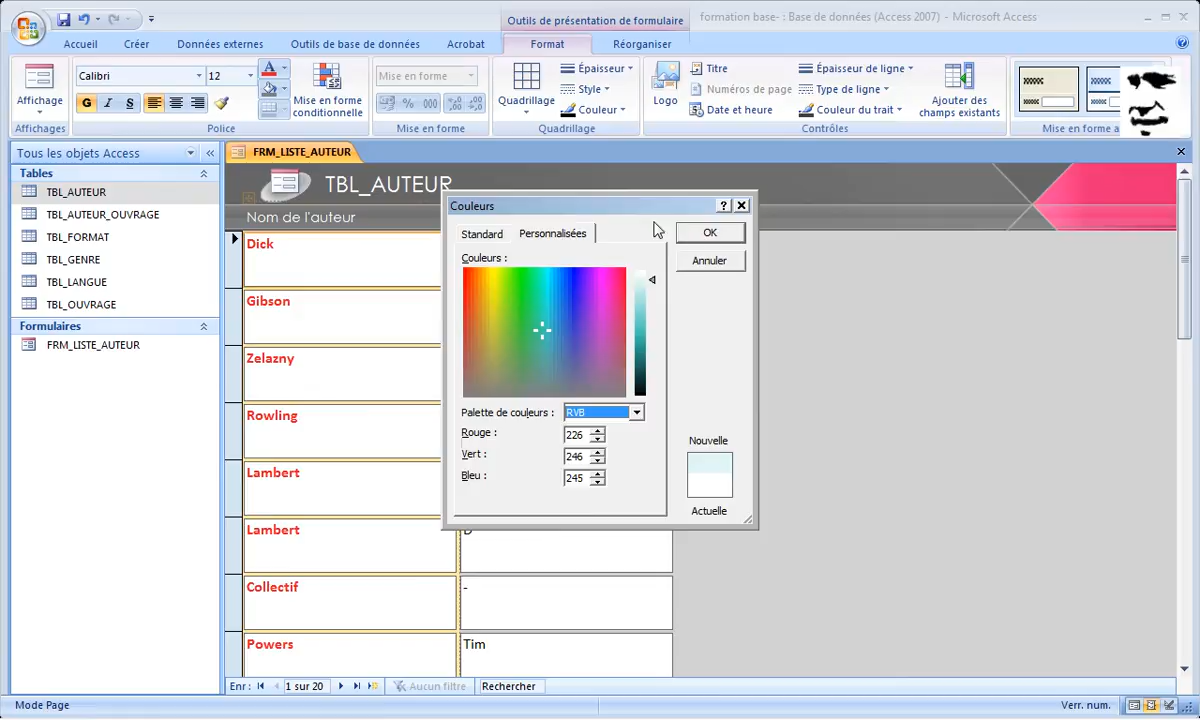 Outils de présentation de formulaire
formation base- : Base de données (Access 2007) - Microsoft Access
Accueil
Créer
Données externes
Outils de base de données
Acrobat
Format
Réorganiser
Affichage
Affichages
Calibri
12
A
G I S
Mise en forme
conditionnelle
Police
Mise en forme
% 000
,00
Mise en forme
Quadrillage
Épaisseur
Style
Couleur
Quadrillage
Logo
Titre
Numéros de page
Date et heure
Épaisseur de ligne
Type de ligne
Couleur du trait
Ajouter des
champs existants
Contrôles
XXXXX
XXXXX
XXXXX
XXXXX
Mise en forme a
Tous les objets Access
Tables
TBL_AUTEUR
TBL_AUTEUR_OUVRAGE
TBL_FORMAT
TBL_GENRE
TBL_LANGUE
TBL_OUVRAGE
Formulaires
FRM_LISTE_AUTEUR
FRM_LISTE_AUTEUR
TBL_AUTEUR
Nom de l'auteur
Dick
Gibson
Zelazny
Rowling
Lambert
Lambert
D
Collectif
-
Powers
Tim
Couleurs
?
Standard
Personnalisées
OK
Annuler
Couleurs :
Palette de couleurs :
RVB
Rouge :
226
Vert :
246
Bleu :
245
Nouvelle
Actuelle
Enr :
1 sur 20
Aucun filtre
Rechercher
Mode Page
Verr. num.